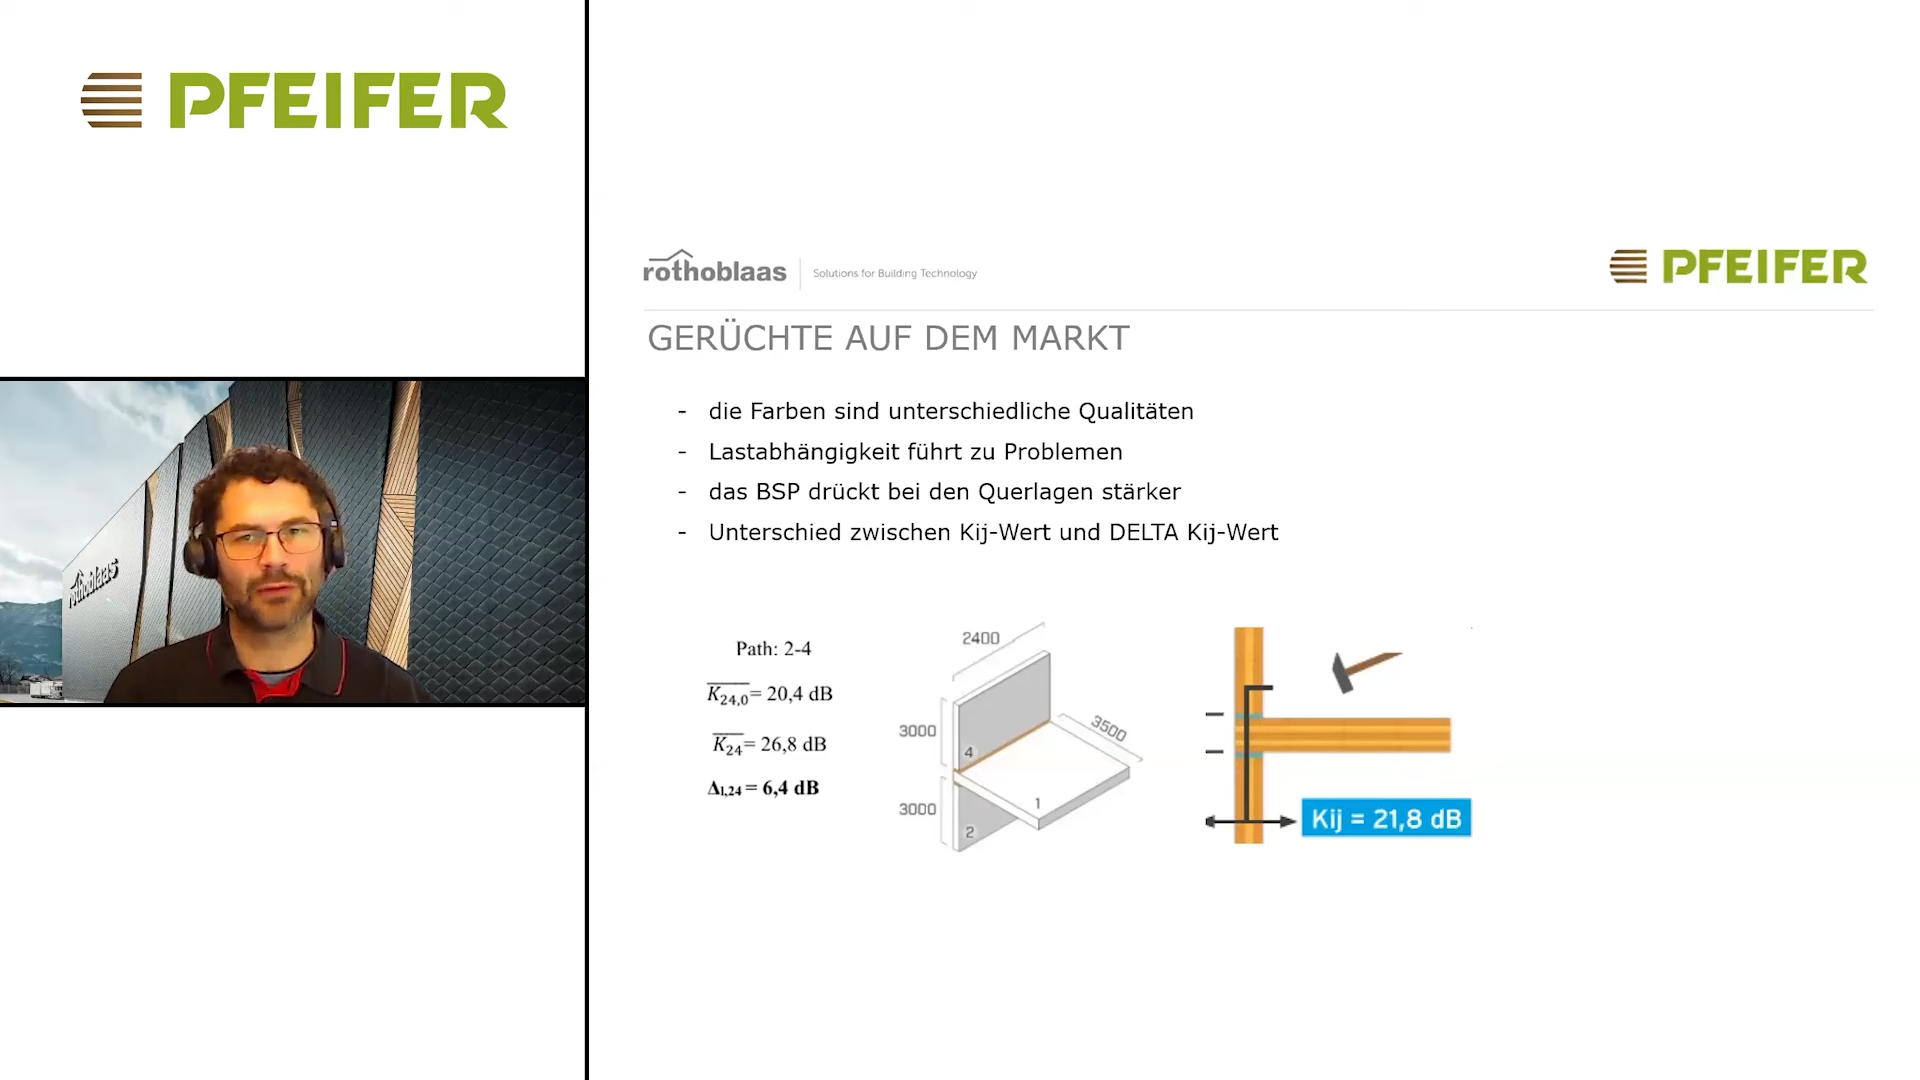 PFEIFER
rothoblaas
rothoblaas
Solutions for Building Technology
PFEIFER
GERÜCHTE AUF DEM MARKT
- die Farben sind unterschiedliche Qualitäten
- Lastabhängigkeit führt zu Problemen
- das BSP drückt bei den Querlagen stärker
- Unterschied zwischen Kij-Wert und DELTA Kij-Wert
Path: 2-4
K24,0 = 20,4 dB
K24 = 26,8 dB
Δl,24 = 6,4 dB
2400
3000
3500
4
3000
1
2
Kij = 21,8 dB